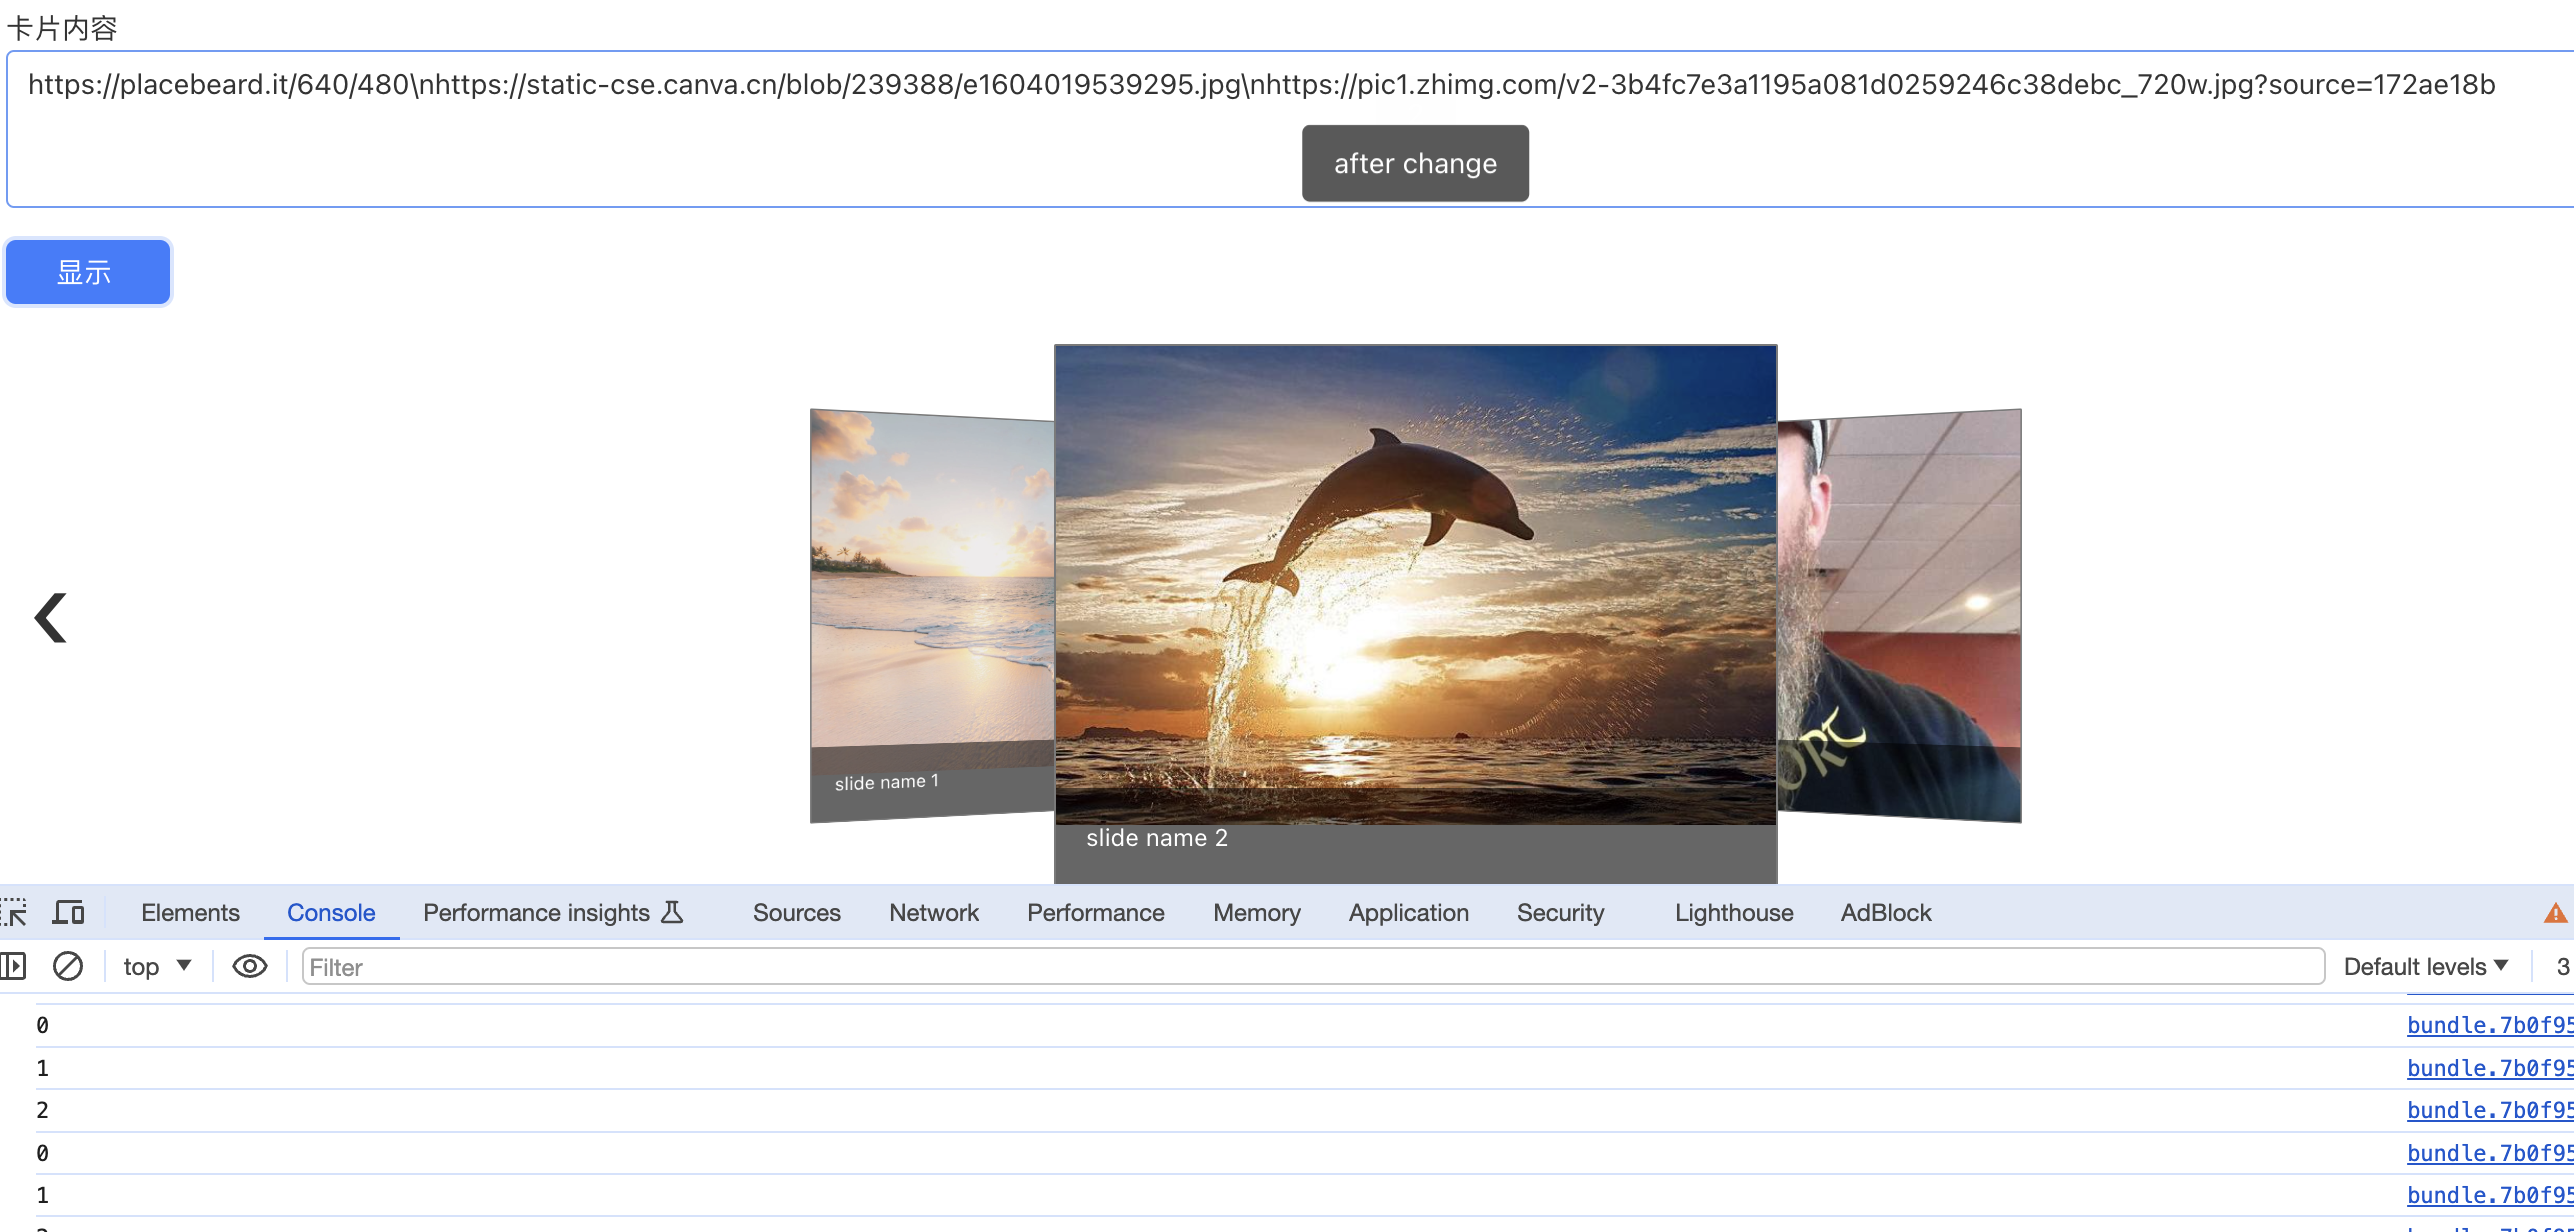 卡片内容
https://placebeard.it/640/480\nhttps://static-cse.canva.cn/blob/239388/e1604019539295.jpg\nhttps://pic1.zhimg.com/v2-3b4fc7e3a1195a081d0259246c38debc_720w.jpg?source=172ae18b
after change
显示
slide name 1
slide name 2
Elements Console Performance insights Sources Network Performance Memory Application Security Lighthouse AdBlock
top Filter Default levels 3
0 bundle.7b0f95
1 bundle.7b0f95
2 bundle.7b0f95
0 bundle.7b0f95
1 bundle.7b0f95